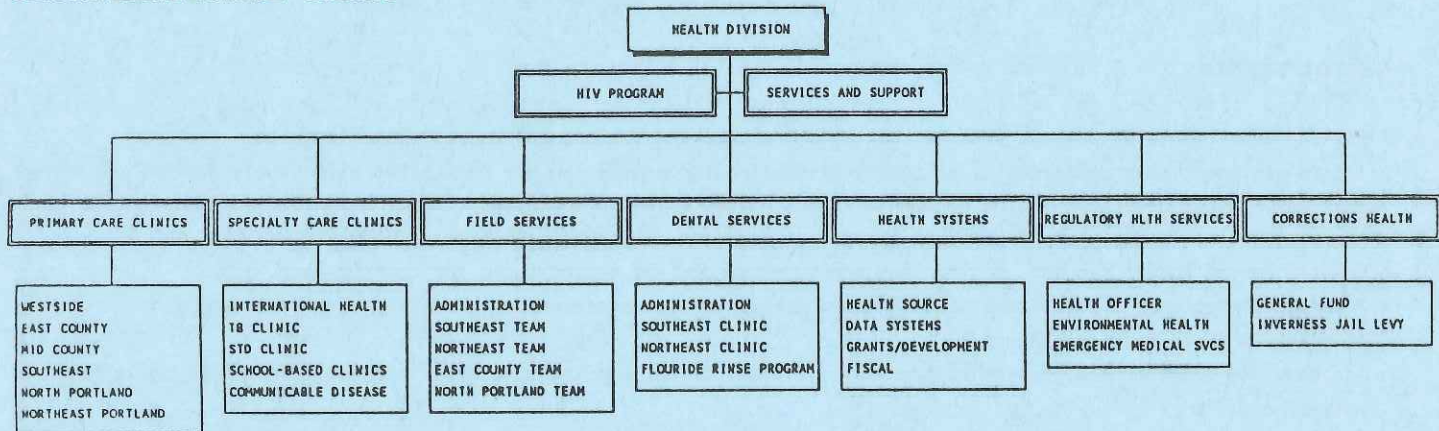 HEALTH DIVISION
HIV PROGRAM
SERVICES AND SUPPORT
PRIMARY CARE CLINICS
SPECIALTY CARE CLINICS
FIELD SERVICES
DENTAL SERVICES
HEALTH SYSTEMS
REGULATORY HLTH SERVICES
CORRECTIONS HEALTH
WESTSIDE
EAST COUNTY
MID COUNTY
SOUTHEAST
NORTH PORTLAND
NORTHEAST PORTLAND
INTERNATIONAL HEALTH
TB CLINIC
STD CLINIC
SCHOOL-BASED CLINICS
COMMUNICABLE DISEASE
ADMINISTRATION
SOUTHEAST TEAM
NORTHEAST TEAM
EAST COUNTY TEAM
NORTH PORTLAND TEAM
ADMINISTRATION
SOUTHEAST CLINIC
NORTHEAST CLINIC
FLOURIDE RINSE PROGRAM
HEALTH SOURCE
DATA SYSTEMS
GRANTS/DEVELOPMENT
FISCAL
HEALTH OFFICER
ENVIRONMENTAL HEALTH
EMERGENCY MEDICAL SVCS
GENERAL FUND
INVERNESS JAIL LEVY